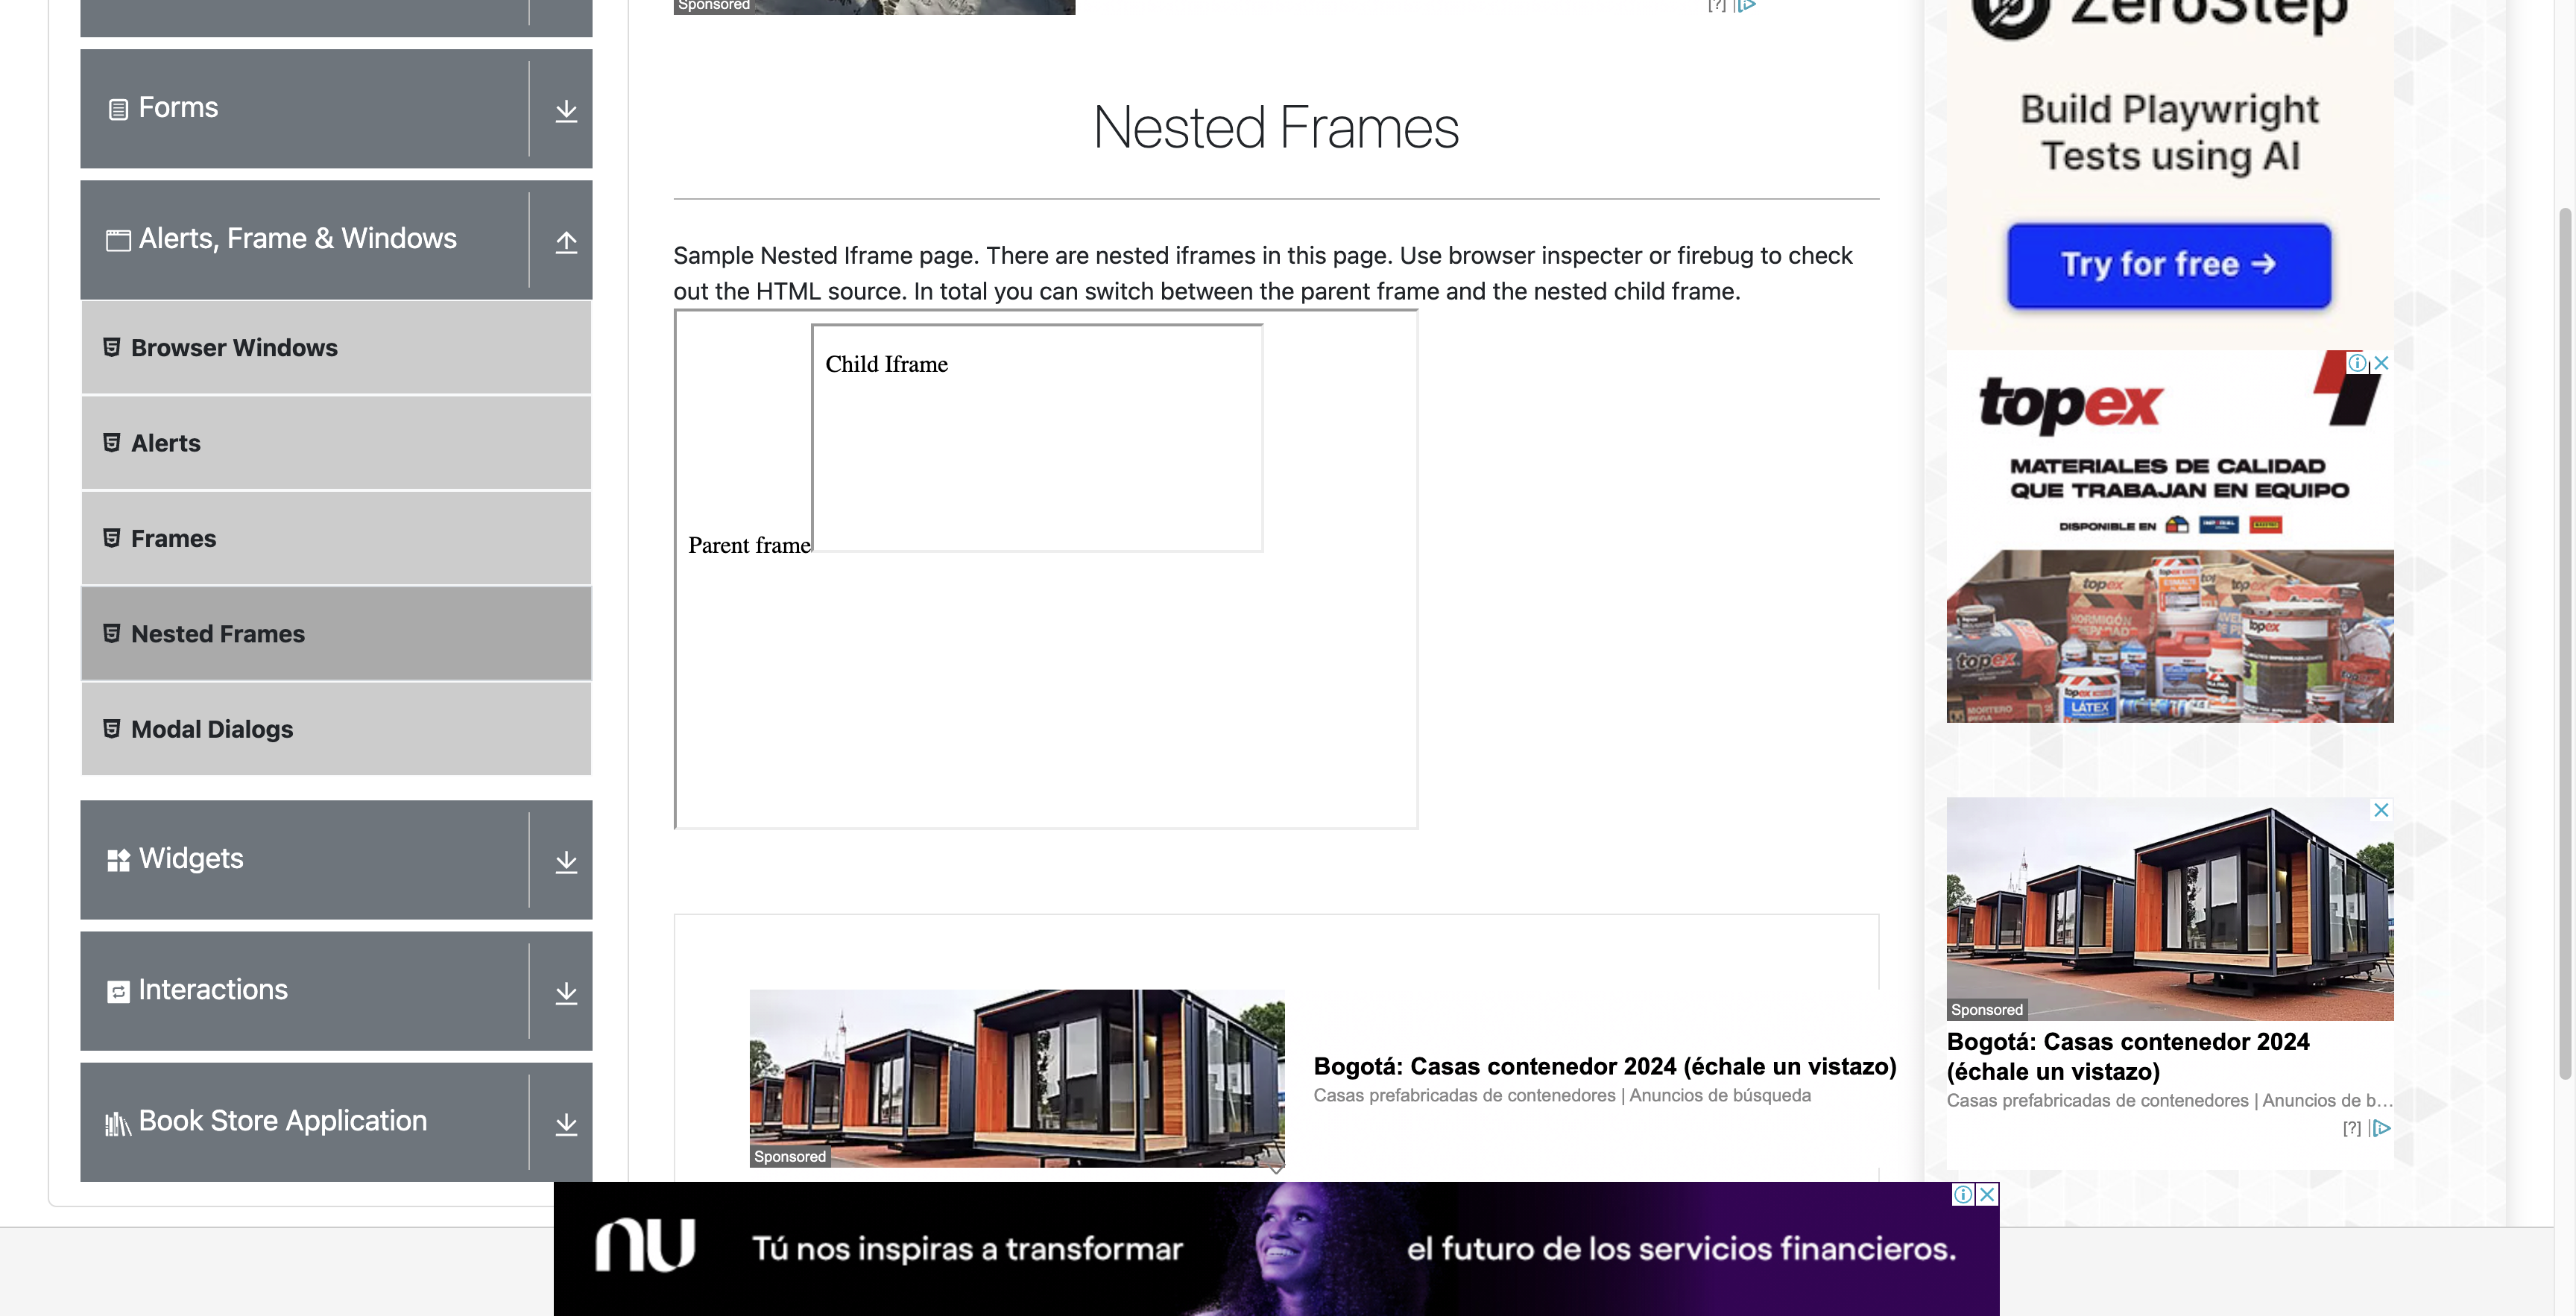 Sponsored
[?]
Forms
Alerts, Frame & Windows
Browser Windows
Alerts
Frames
Nested Frames
Modal Dialogs
Widgets
Interactions
Book Store Application
Nested Frames
Sample Nested Iframe page. There are nested iframes in this page. Use browser inspecter or firebug to check
out the HTML source. In total you can switch between the parent frame and the nested child frame.
Child Iframe
Parent frame
Sponsored
Bogotá: Casas contenedor 2024 (échale un vistazo)
Casas prefabricadas de contenedores | Anuncios de búsqueda
ZeroStep
Build Playwright
Tests using AI
Try for free →
topex
MATERIALES DE CALIDAD
QUE TRABAJAN EN EQUIPO
DISPONIBLE EN
topex
topex
topex
topex
topex
LÁTEX
Sponsored
Bogotá: Casas contenedor 2024
(échale un vistazo)
Casas prefabricadas de contenedores | Anuncios de b...
[?]
nu
Tú nos inspiras a transformar
el futuro de los servicios financieros.